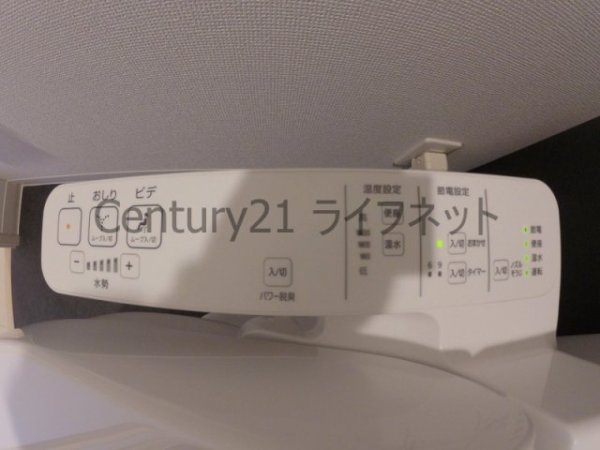 止 おしり ビデ
ムーブ入/切 ムーブ入/切
- +
水勢
入/切
パワー脱臭
温度設定
便座
温水
節電設定
入/切 おまかせ
入/切 タイマー
入/切 ノズルそうじ
節電
便座
温水
運転
Century21 ライフネット